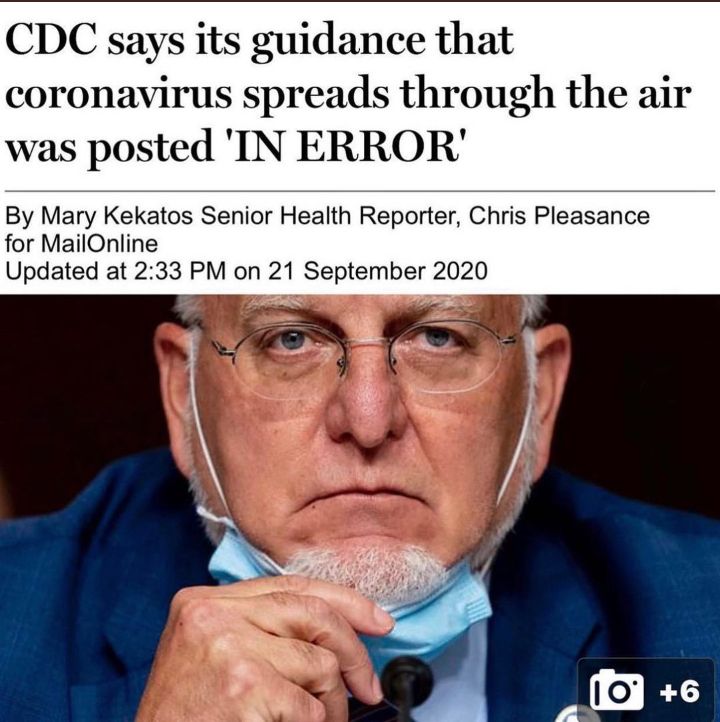 CDC says its guidance that
coronavirus spreads through the air
was posted 'IN ERROR'
By Mary Kekatos Senior Health Reporter, Chris Pleasance
for MailOnline
Updated at 2:33 PM on 21 September 2020
+6